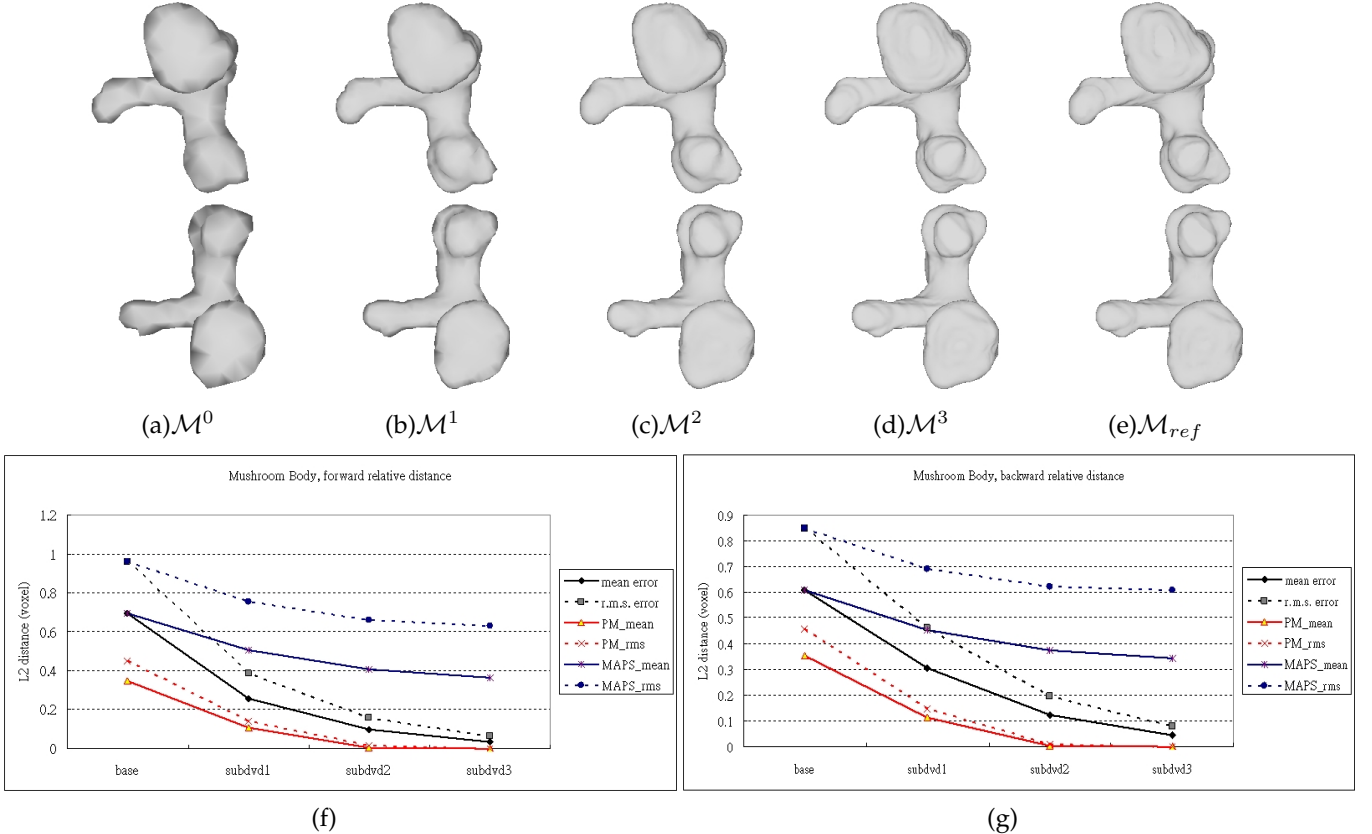 (a)M^0
(b)M^1
(c)M^2
(d)M^3
(e)M_ref
Mushroom Body, forward relative distance
L2 distance (voxel)
1.2
1
0.8
0.6
0.4
0.2
0
base
subdvd1
subdvd2
subdvd3
mean error
r.m.s. error
PM_mean
PM_rms
MAPS_mean
MAPS_rms
(f)
Mushroom Body, backward relative distance
L2 distance (voxel)
0.9
0.8
0.7
0.6
0.5
0.4
0.3
0.2
0.1
0
base
subdvd1
subdvd2
subdvd3
mean error
r.m.s. error
PM_mean
PM_rms
MAPS_mean
MAPS_rms
(g)